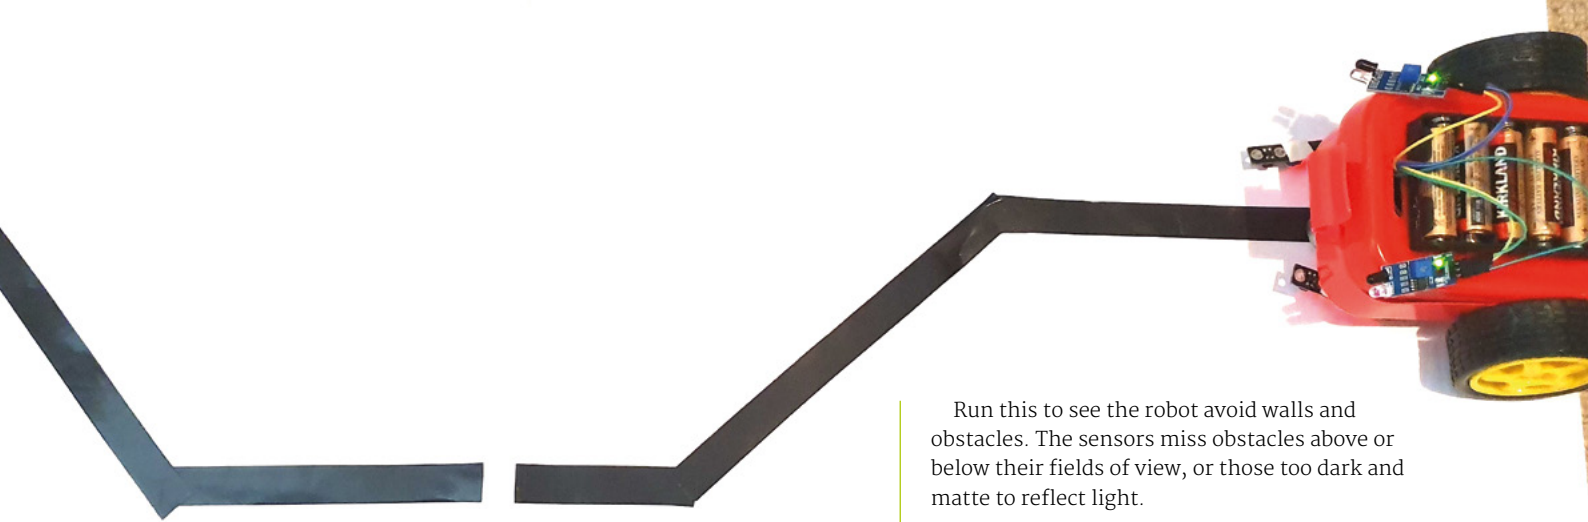 KIRKLAND
KIRKLAND
Run this to see the robot avoid walls and
obstacles. The sensors miss obstacles above or
below their fields of view, or those too dark and
matte to reflect light.